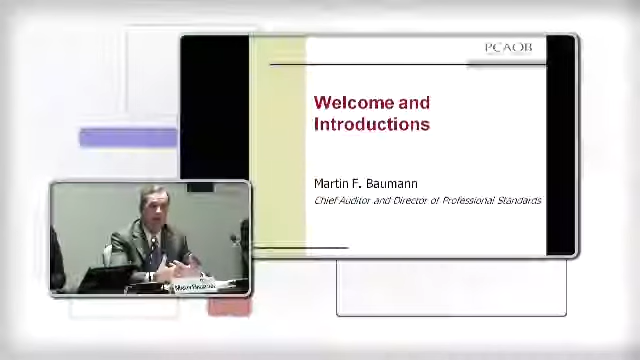 PCAOB
Welcome and
Introductions
Martin F. Baumann
Chief Auditor and Director of Professional Standards